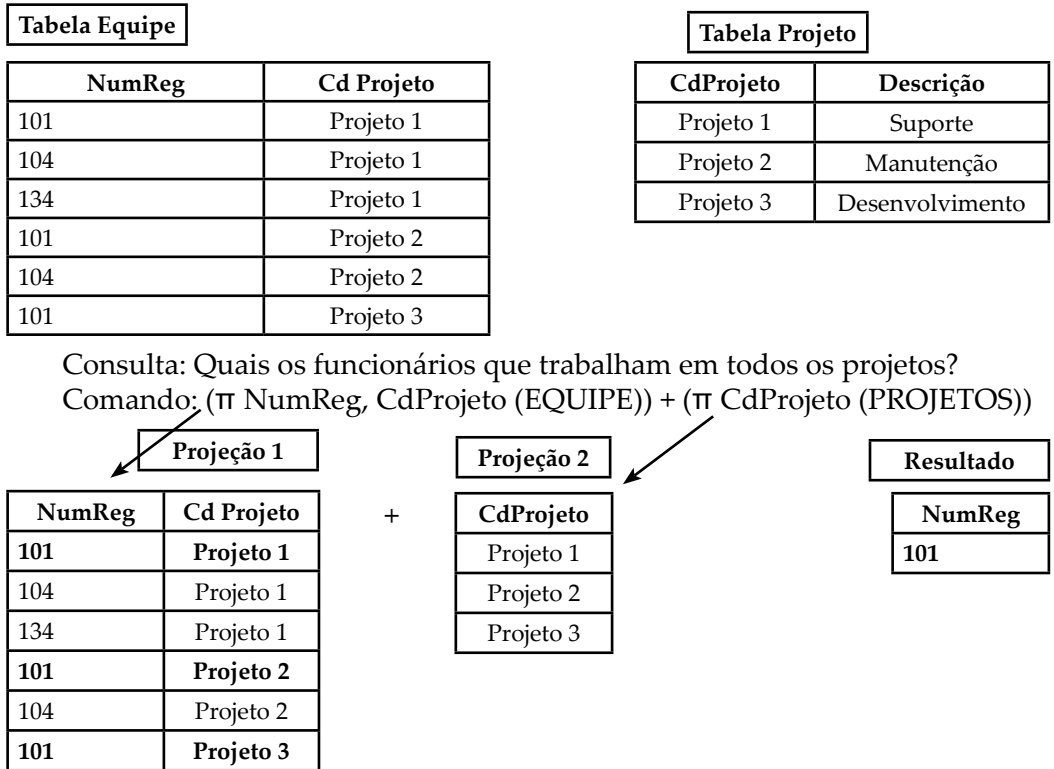 Tabela Equipe
NumReg Cd Projeto
101 Projeto 1
104 Projeto 1
134 Projeto 1
101 Projeto 2
104 Projeto 2
101 Projeto 3
Tabela Projeto
CdProjeto Descrição
Projeto 1 Suporte
Projeto 2 Manutenção
Projeto 3 Desenvolvimento
Consulta: Quais os funcionários que trabalham em todos os projetos?
Comando: (π NumReg, CdProjeto (EQUIPE)) + (π CdProjeto (PROJETOS))
Projeção 1
NumReg Cd Projeto
101 Projeto 1
104 Projeto 1
134 Projeto 1
101 Projeto 2
104 Projeto 2
101 Projeto 3
+
Projeção 2
CdProjeto
Projeto 1
Projeto 2
Projeto 3
Resultado
NumReg
101